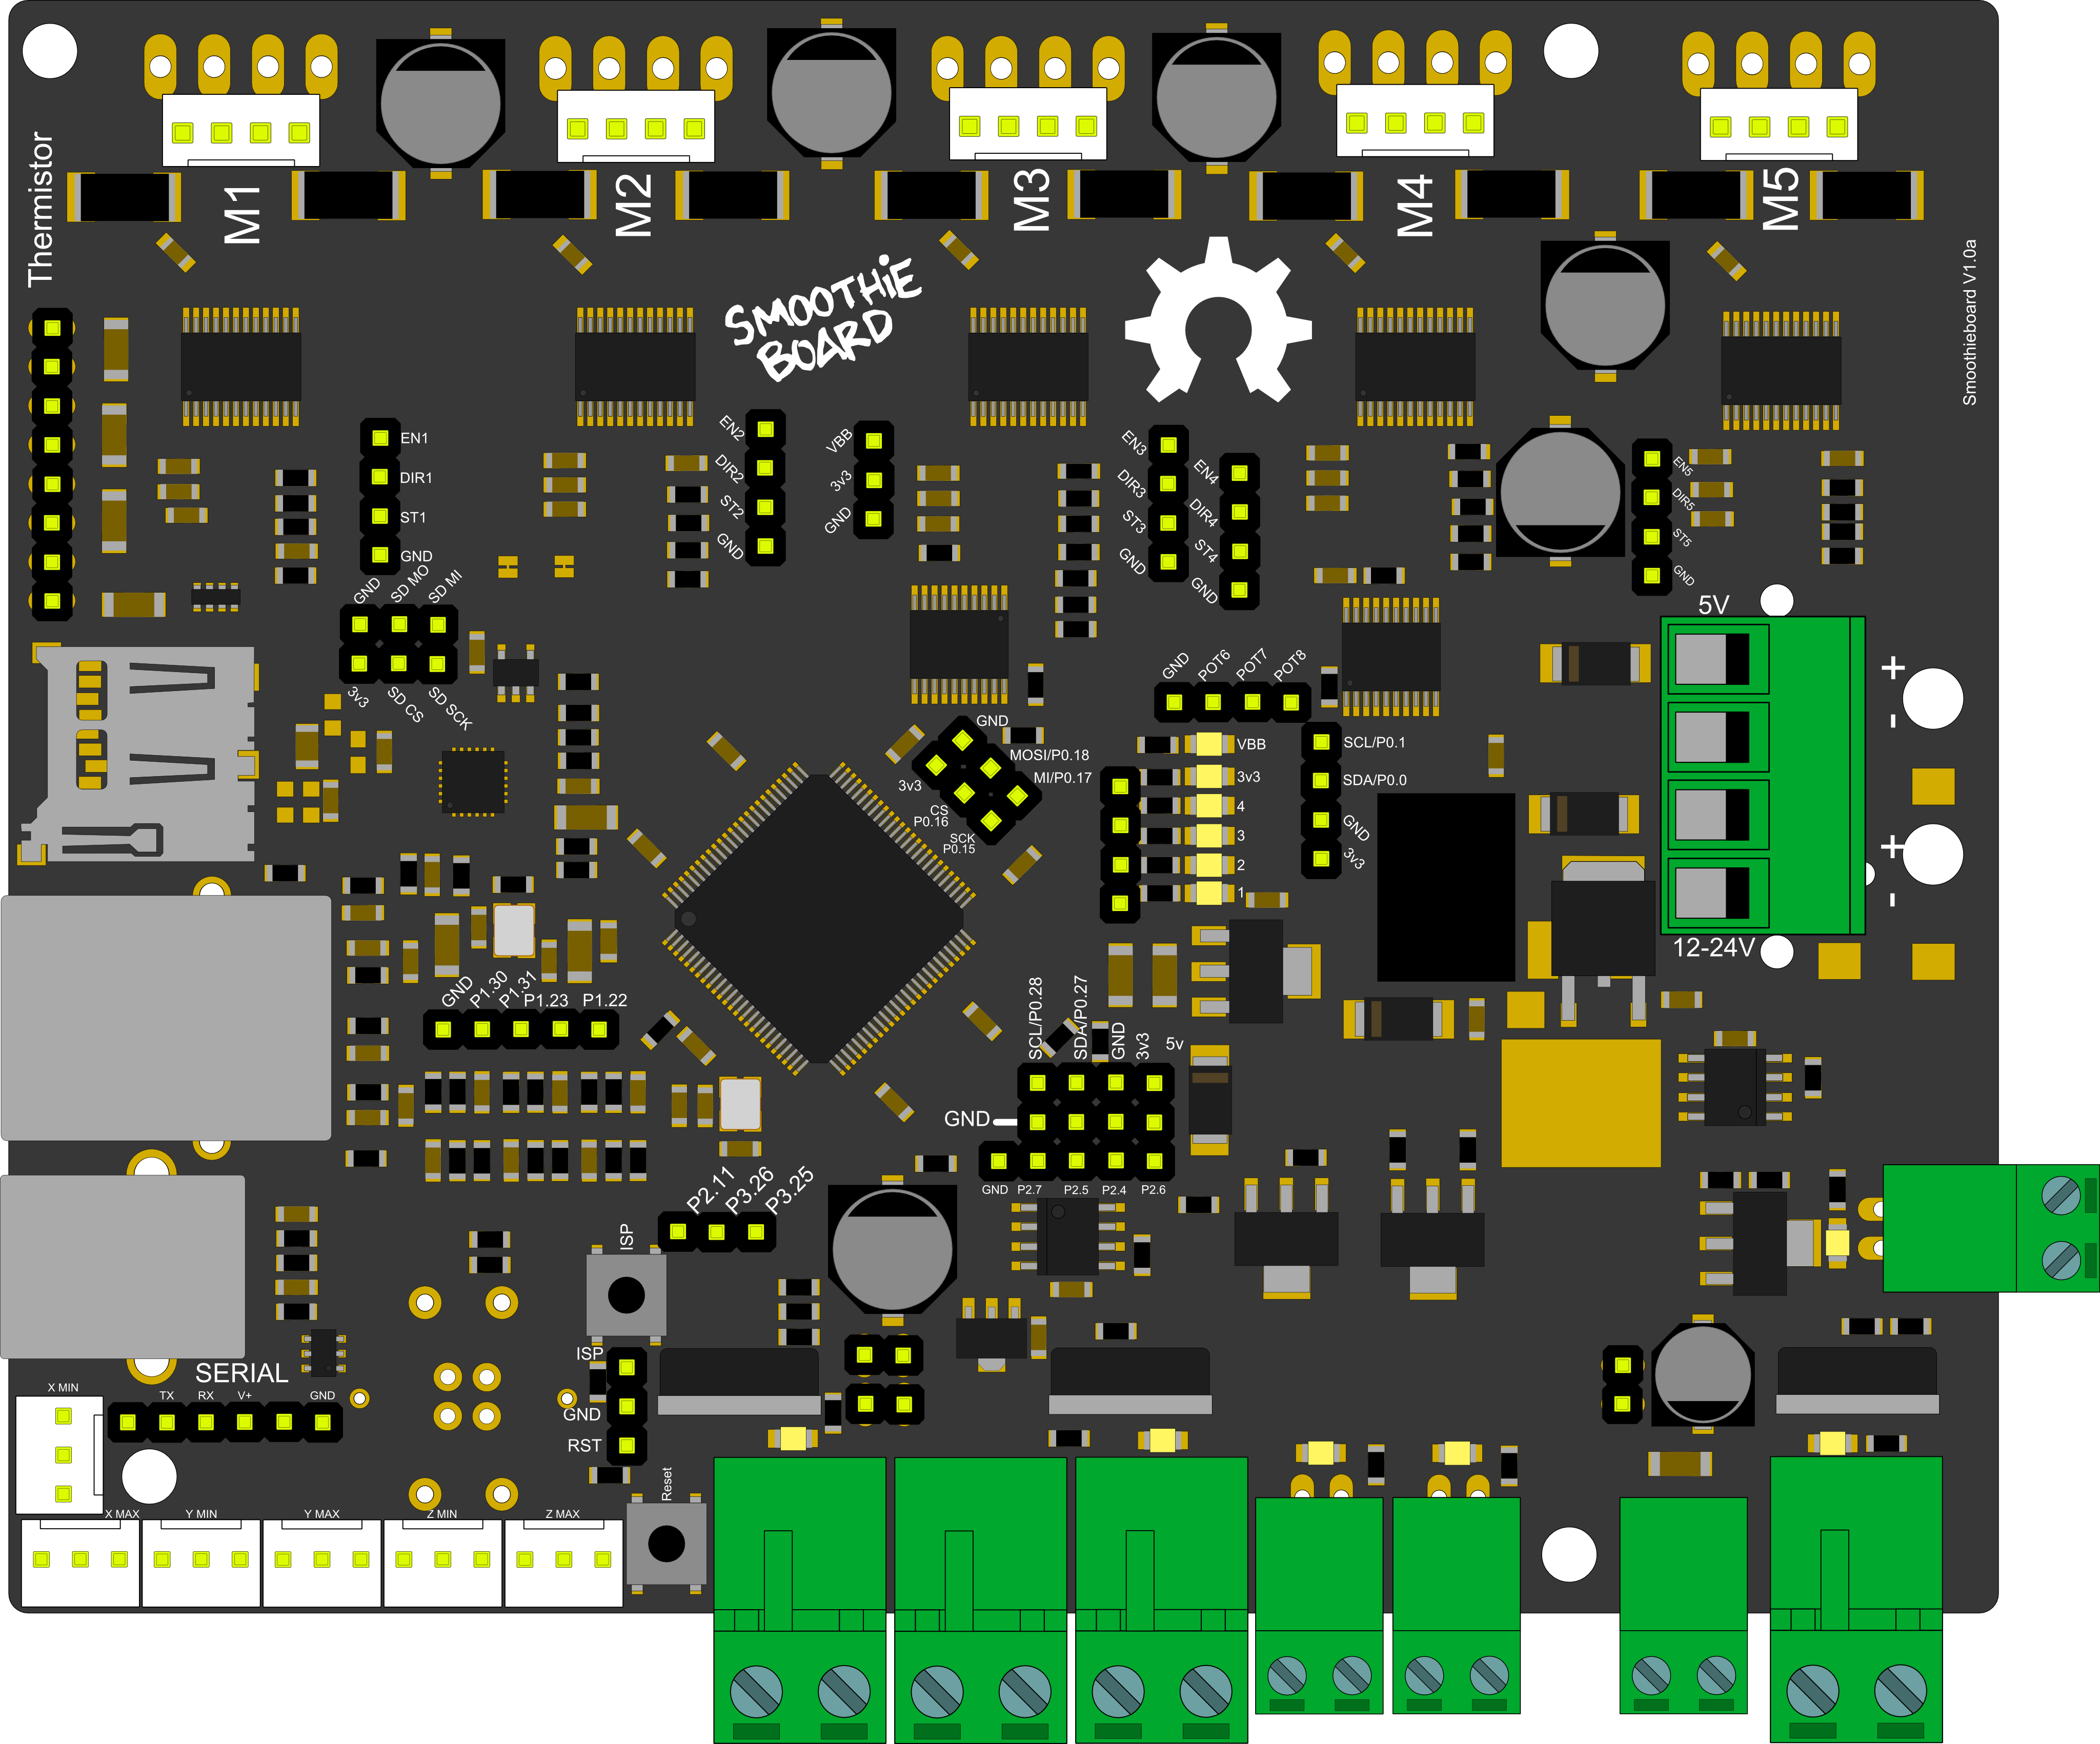 Thermistor
M1
M2
M3
M4
M5
SMOOTHIE
BOARD
Smoothieboard V1.0a
EN1
DIR1
ST1
GND
EN2
DIR2
ST2
GND
VBB
3v3
GND
EN3
DIR3
ST3
GND
EN4
DIR4
ST4
GND
EN5
DIR5
ST5
GND
GND
SD MO
SD MI
3v3
SD CS
SD SCK
5V
+
-
+
-
12-24V
GND
POT6
POT7
POT8
GND
MOSI/P0.18
MI/P0.17
3v3
CS
P0.16
SCK
P0.15
VBB
3v3
4
3
2
1
SCL/P0.1
SDA/P0.0
GND
3v3
GND
P1.30
P1.31
P1.23
P1.22
SCL/P0.28
SDA/P0.27
GND
3v3
5v
GND
GND
P2.7
P2.5
P2.4
P2.6
P2.11
P3.26
P3.25
ISP
ISP
GND
RST
Reset
SERIAL
TX
RX
V+
GND
X MIN
X MAX
Y MIN
Y MAX
Z MIN
Z MAX